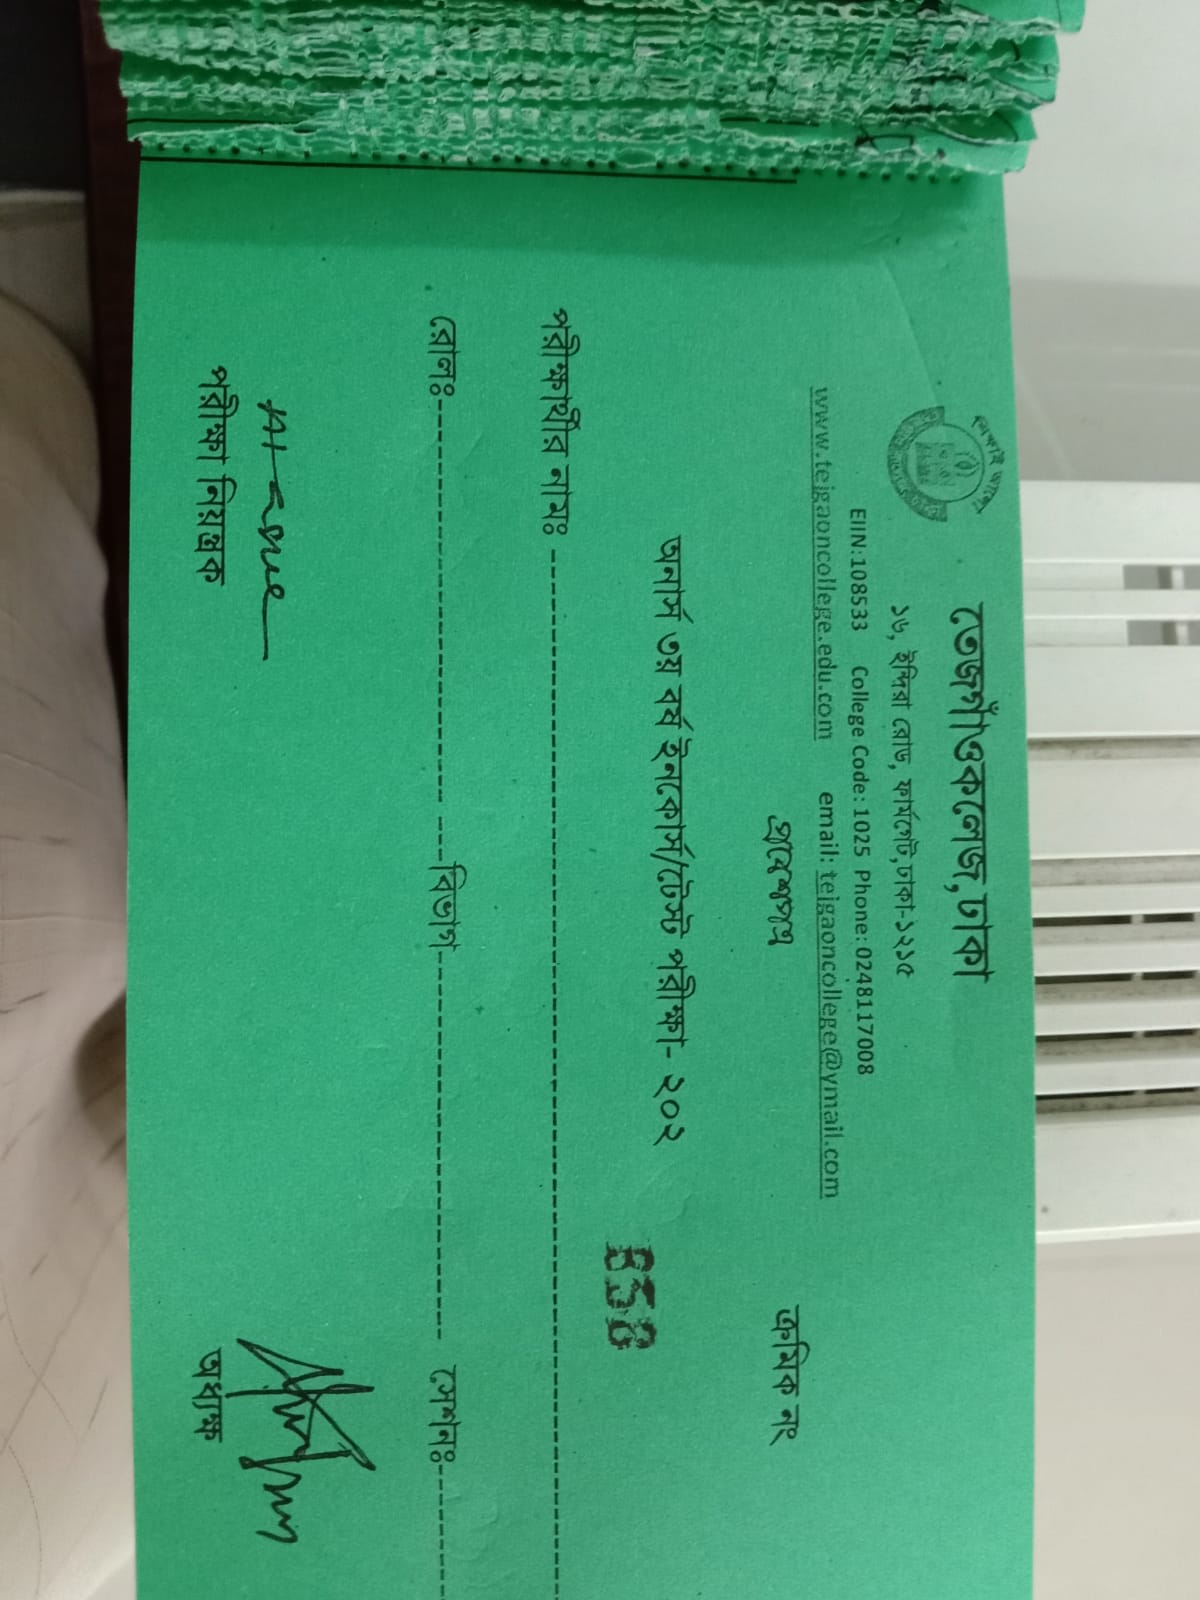 শিক্ষাই আলো
তেজগাঁওকলেজ,ঢাকা
১৬, ইন্দিরা রোড, ফার্মগেট,ঢাকা-১২১৫
EIIN:108533 College Code: 1025 Phone: 0248117008
www.tejgaoncollege.edu.com email: tejgaoncollege@ymail.com
প্রবেশপত্র ক্রমিক নং
অনার্স ৩য় বর্ষ ইনকোর্স/টেস্ট পরীক্ষা- ২০২
পরীক্ষার্থীর নামঃ
রোলঃ বিভাগ সেশনঃ
পরীক্ষা নিয়ন্ত্রক অধ্যক্ষ